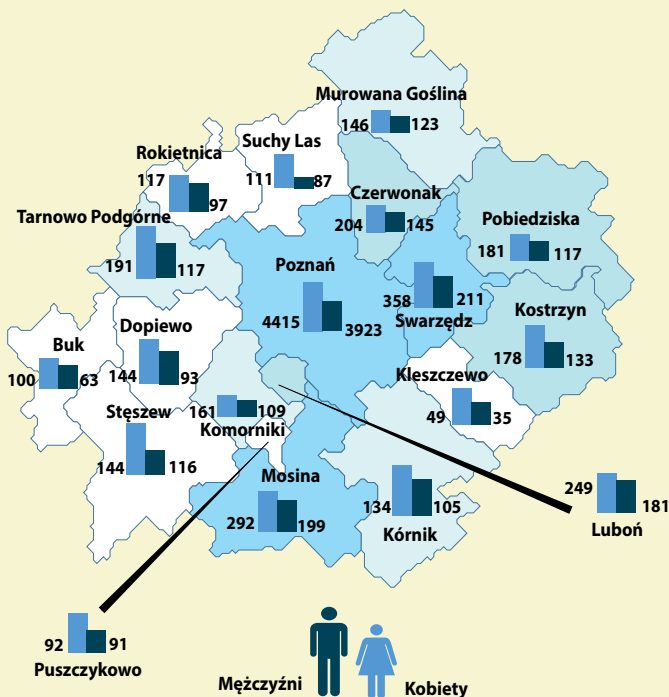 Murowana Goślina
146 123
Suchy Las
111 87
Rokietnica
117 97
Czerwonak
204 145
Pobiedziska
181 117
Tarnowo Podgórne
191 117
Poznań
4415 3923
358 211
Swarzędz
Kostrzyn
178 133
Buk
100 63
Dopiewo
144 93
Kleszczewo
49 35
Stęszew
144 116
161 109
Komorniki
Mosina
292 199
134 105
Kórnik
249 181
Luboń
92 91
Puszczykowo
Mężczyźni Kobiety